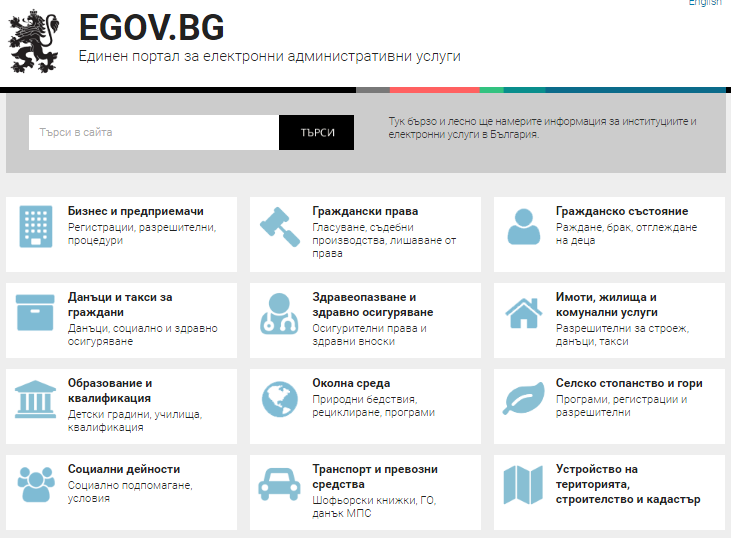 English
EGOV.BG
Единен портал за електронни административни услуги
Търси в сайта
ТЪРСИ
Тук бързо и лесно ще намерите информация за институциите и
електронни услуги в България.
Бизнес и предприемачи
Регистрации, разрешителни,
процедури
Граждански права
Гласуване, съдебни
производства, лишаване от
права
Гражданско състояние
Раждане, брак, отглеждане
на деца
Данъци и такси за
граждани
Данъци, социално и здравно
осигуряване
Здравеопазване и
здравно осигуряване
Осигурителни права и
здравни вноски
Имоти, жилища и
комунални услуги
Разрешителни за строеж,
данъци, такси
Образование и
квалификация
Детски градини, училища,
квалификация
Околна среда
Природни бедствия,
рециклиране, програми
Селско стопанство и гори
Програми, регистрации и
разрешителни
Социални дейности
Социално подпомагане,
условия
Транспорт и превозни
средства
Шофьорски книжки, ГО,
данък МПС
Устройство на
територията,
строителство и кадастър